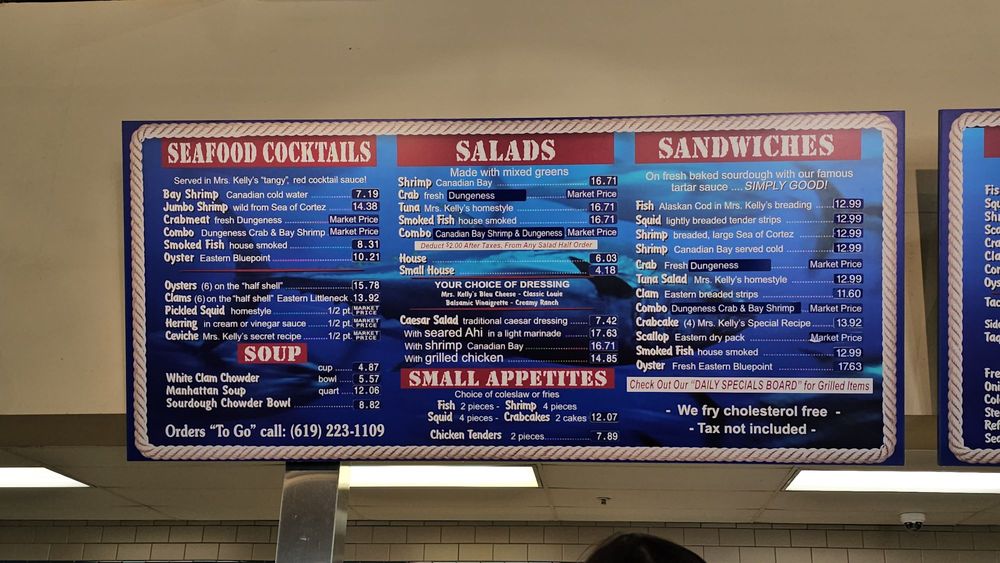 SEAFOOD COCKTAILS
Served in Mrs. Kelly's "tangy", red cocktail sauce!
Bay Shrimp Canadian cold water 7.19
Jumbo Shrimp wild from Sea of Cortez 14.38
Crabmeat fresh Dungeness Market Price
Combo Dungeness Crab & Bay Shrimp Market Price
Smoked Fish house smoked 8.31
Oyster Eastern Bluepoint 10.21
Oysters (6) on the "half shell" 15.78
Clams (6) on the "half shell" Eastern Littleneck 13.92
Pickled Squid homestyle 1/2 pt. MARKET PRICE
Herring in cream or vinegar sauce 1/2 pt. MARKET PRICE
Ceviche Mrs. Kelly's secret recipe 1/2 pt. MARKET PRICE
SOUP
cup 4.87
White Clam Chowder bowl 5.57
Manhattan Soup quart 12.06
Sourdough Chowder Bowl 8.82
Orders "To Go" call: (619) 223-1109
SALADS
Made with mixed greens
Shrimp Canadian Bay 16.71
Crab fresh Dungeness Market Price
Tuna Mrs. Kelly's homestyle 16.71
Smoked Fish house smoked 16.71
Combo Canadian Bay Shrimp & Dungeness Market Price
Deduct $2.00 After Taxes, From Any Salad Half Order
House 6.03
Small House 4.18
YOUR CHOICE OF DRESSING
Mrs. Kelly's Bleu Cheese - Classic Louie
Balsamic Vinaigrette - Creamy Ranch
Caesar Salad traditional caesar dressing 7.42
With seared Ahi in a light marinade 17.63
With shrimp Canadian Bay 16.71
With grilled chicken 14.85
SMALL APPETITES
Choice of coleslaw or fries
Fish 2 pieces - Shrimp 4 pieces
Squid 4 pieces - Crabcakes 2 cakes 12.07
Chicken Tenders 2 pieces 7.89
SANDWICHES
On fresh baked sourdough with our famous
tartar sauce .... SIMPLY GOOD!
Fish Alaskan Cod in Mrs. Kelly's breading 12.99
Squid lightly breaded tender strips 12.99
Shrimp breaded, large Sea of Cortez 12.99
Shrimp Canadian Bay served cold 12.99
Crab Fresh Dungeness Market Price
Tuna Salad Mrs. Kelly's homestyle 12.99
Clam Eastern breaded strips 11.60
Combo Dungeness Crab & Bay Shrimp Market Price
Crabcake (4) Mrs. Kelly's Special Recipe 13.92
Scallop Eastern dry pack Market Price
Smoked Fish house smoked 12.99
Oyster Fresh Eastern Bluepoint 17.63
Check Out Our "DAILY SPECIALS BOARD" for Grilled Items
- We fry cholesterol free -
- Tax not included -